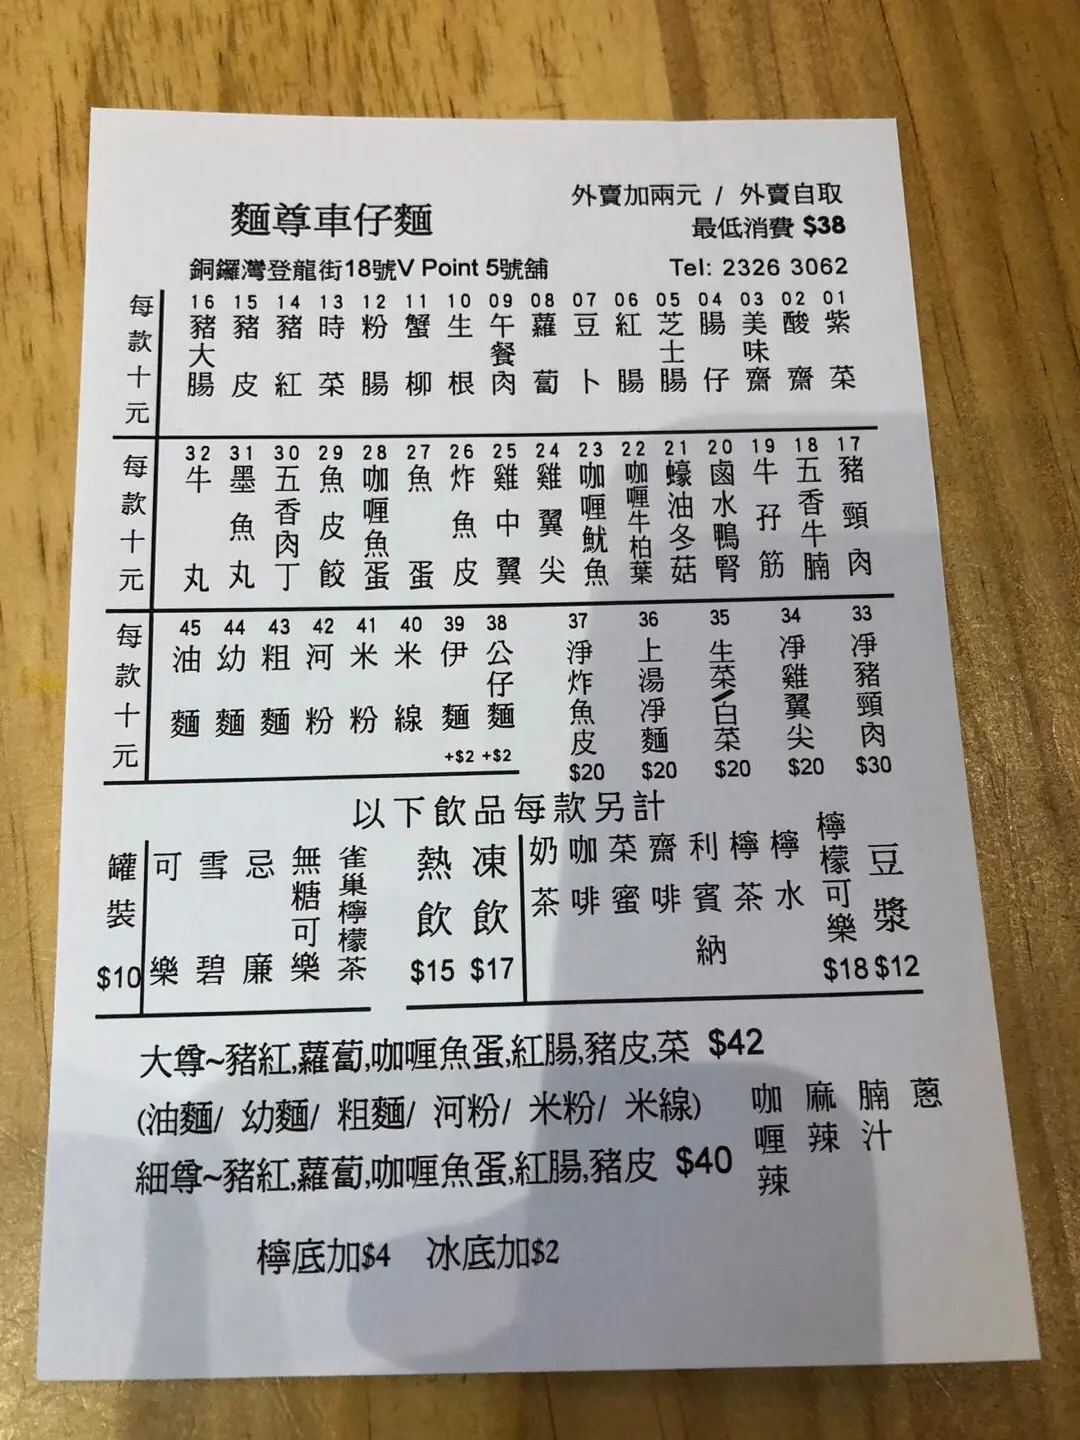 麵尊車仔麵
外賣加兩元 / 外賣自取
最低消費 $38
銅鑼灣登龍街18號V Point 5號舖
Tel: 2326 3062
每款十元
01 紫菜
02 酸齋
03 美味齋
04 腸仔
05 芝士腸
06 紅腸
07 豆卜
08 蘿蔔
09 午餐肉
10 生根
11 蟹柳
12 粉腸
13 時菜
14 豬紅
15 豬皮
16 豬大腸
每款十元
17 豬頸肉
18 五香牛腩
19 牛孖筋
20 鹵水鴨腎
21 蠔油冬菇
22 咖喱牛柏葉
23 咖喱魷魚
24 雞翼尖
25 雞中翼
26 炸魚皮
27 魚蛋
28 咖喱魚蛋
29 魚皮餃
30 五香肉丁
31 墨魚丸
32 牛丸
每款十元
33 凈豬頸肉 $30
34 凈雞翼尖 $20
35 生菜/白菜 $20
36 上湯凈麵 $20
37 淨炸魚皮 $20
38 公仔麵 +$2
39 伊麵 +$2
40 米線
41 米粉
42 河粉
43 粗麵
44 幼麵
45 油麵
以下飲品每款另計
罐裝 $10
可樂
雪碧
忌廉
無糖可樂
雀巢檸檬茶
熱飲 $15
凍飲 $17
奶茶
咖啡
菜蜜
齋啡
利賓納
檸茶
檸水
檸檬可樂 $18
豆漿 $12
大尊~豬紅,蘿蔔,咖喱魚蛋,紅腸,豬皮,菜 $42
(油麵/ 幼麵/ 粗麵/ 河粉/ 米粉/ 米線)
細尊~豬紅,蘿蔔,咖喱魚蛋,紅腸,豬皮 $40
咖喱辣
麻辣
腩汁
蔥
檸底加$4 冰底加$2